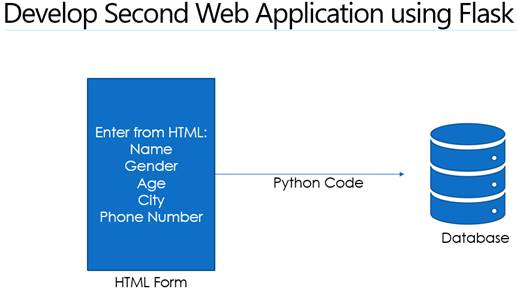 Develop Second Web Application using Flask
Enter from HTML:
Name
Gender
Age
City
Phone Number
Python Code
Database
HTML Form